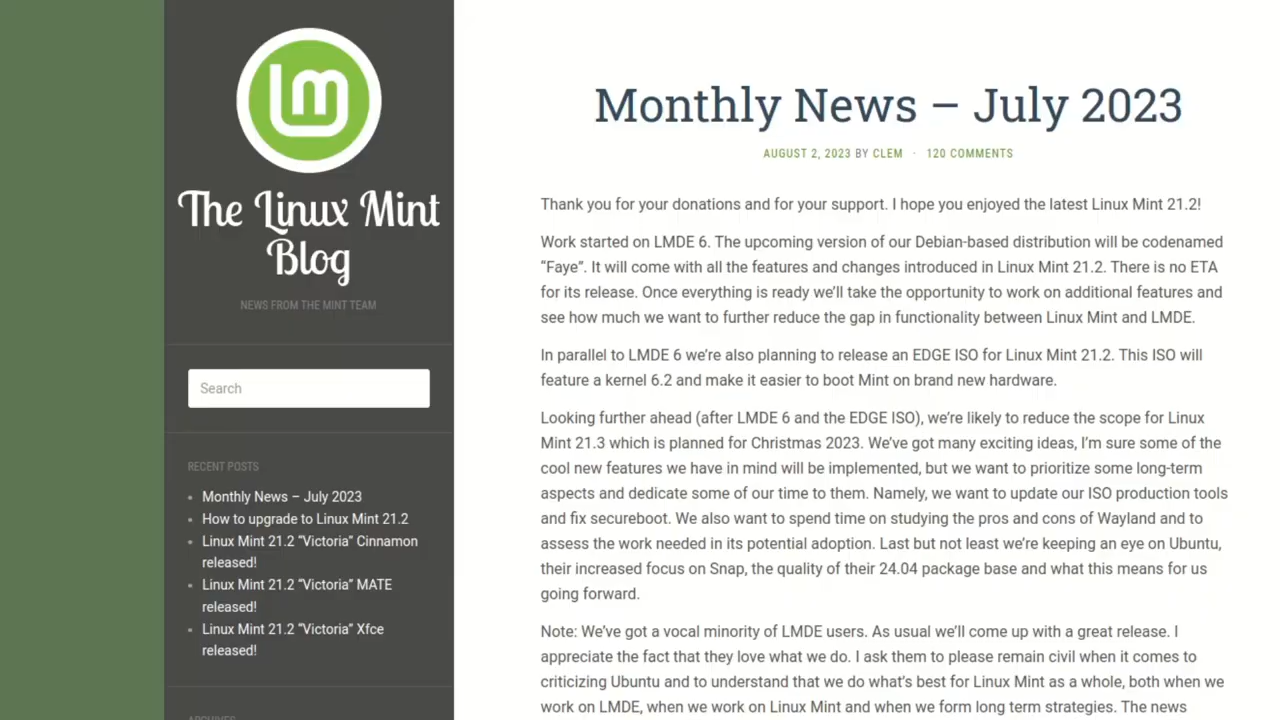 lm
The Linux Mint
Blog
NEWS FROM THE MINT TEAM
Search
RECENT POSTS
Monthly News – July 2023
How to upgrade to Linux Mint 21.2
Linux Mint 21.2 “Victoria” Cinnamon
released!
Linux Mint 21.2 “Victoria” MATE
released!
Linux Mint 21.2 “Victoria” Xfce
released!
ARCHIVES
Monthly News – July 2023
AUGUST 2, 2023 BY CLEM · 120 COMMENTS
Thank you for your donations and for your support. I hope you enjoyed the latest Linux Mint 21.2!
Work started on LMDE 6. The upcoming version of our Debian-based distribution will be codenamed
“Faye”. It will come with all the features and changes introduced in Linux Mint 21.2. There is no ETA
for its release. Once everything is ready we’ll take the opportunity to work on additional features and
see how much we want to further reduce the gap in functionality between Linux Mint and LMDE.
In parallel to LMDE 6 we’re also planning to release an EDGE ISO for Linux Mint 21.2. This ISO will
feature a kernel 6.2 and make it easier to boot Mint on brand new hardware.
Looking further ahead (after LMDE 6 and the EDGE ISO), we’re likely to reduce the scope for Linux
Mint 21.3 which is planned for Christmas 2023. We’ve got many exciting ideas, I’m sure some of the
cool new features we have in mind will be implemented, but we want to prioritize some long-term
aspects and dedicate some of our time to them. Namely, we want to update our ISO production tools
and fix secureboot. We also want to spend time on studying the pros and cons of Wayland and to
assess the work needed in its potential adoption. Last but not least we’re keeping an eye on Ubuntu,
their increased focus on Snap, the quality of their 24.04 package base and what this means for us
going forward.
Note: We’ve got a vocal minority of LMDE users. As usual we’ll come up with a great release. I
appreciate the fact that they love what we do. I ask them to please remain civil when it comes to
criticizing Ubuntu and to understand that we do what’s best for Linux Mint as a whole, both when we
work on LMDE, when we work on Linux Mint and when we form long term strategies. The news